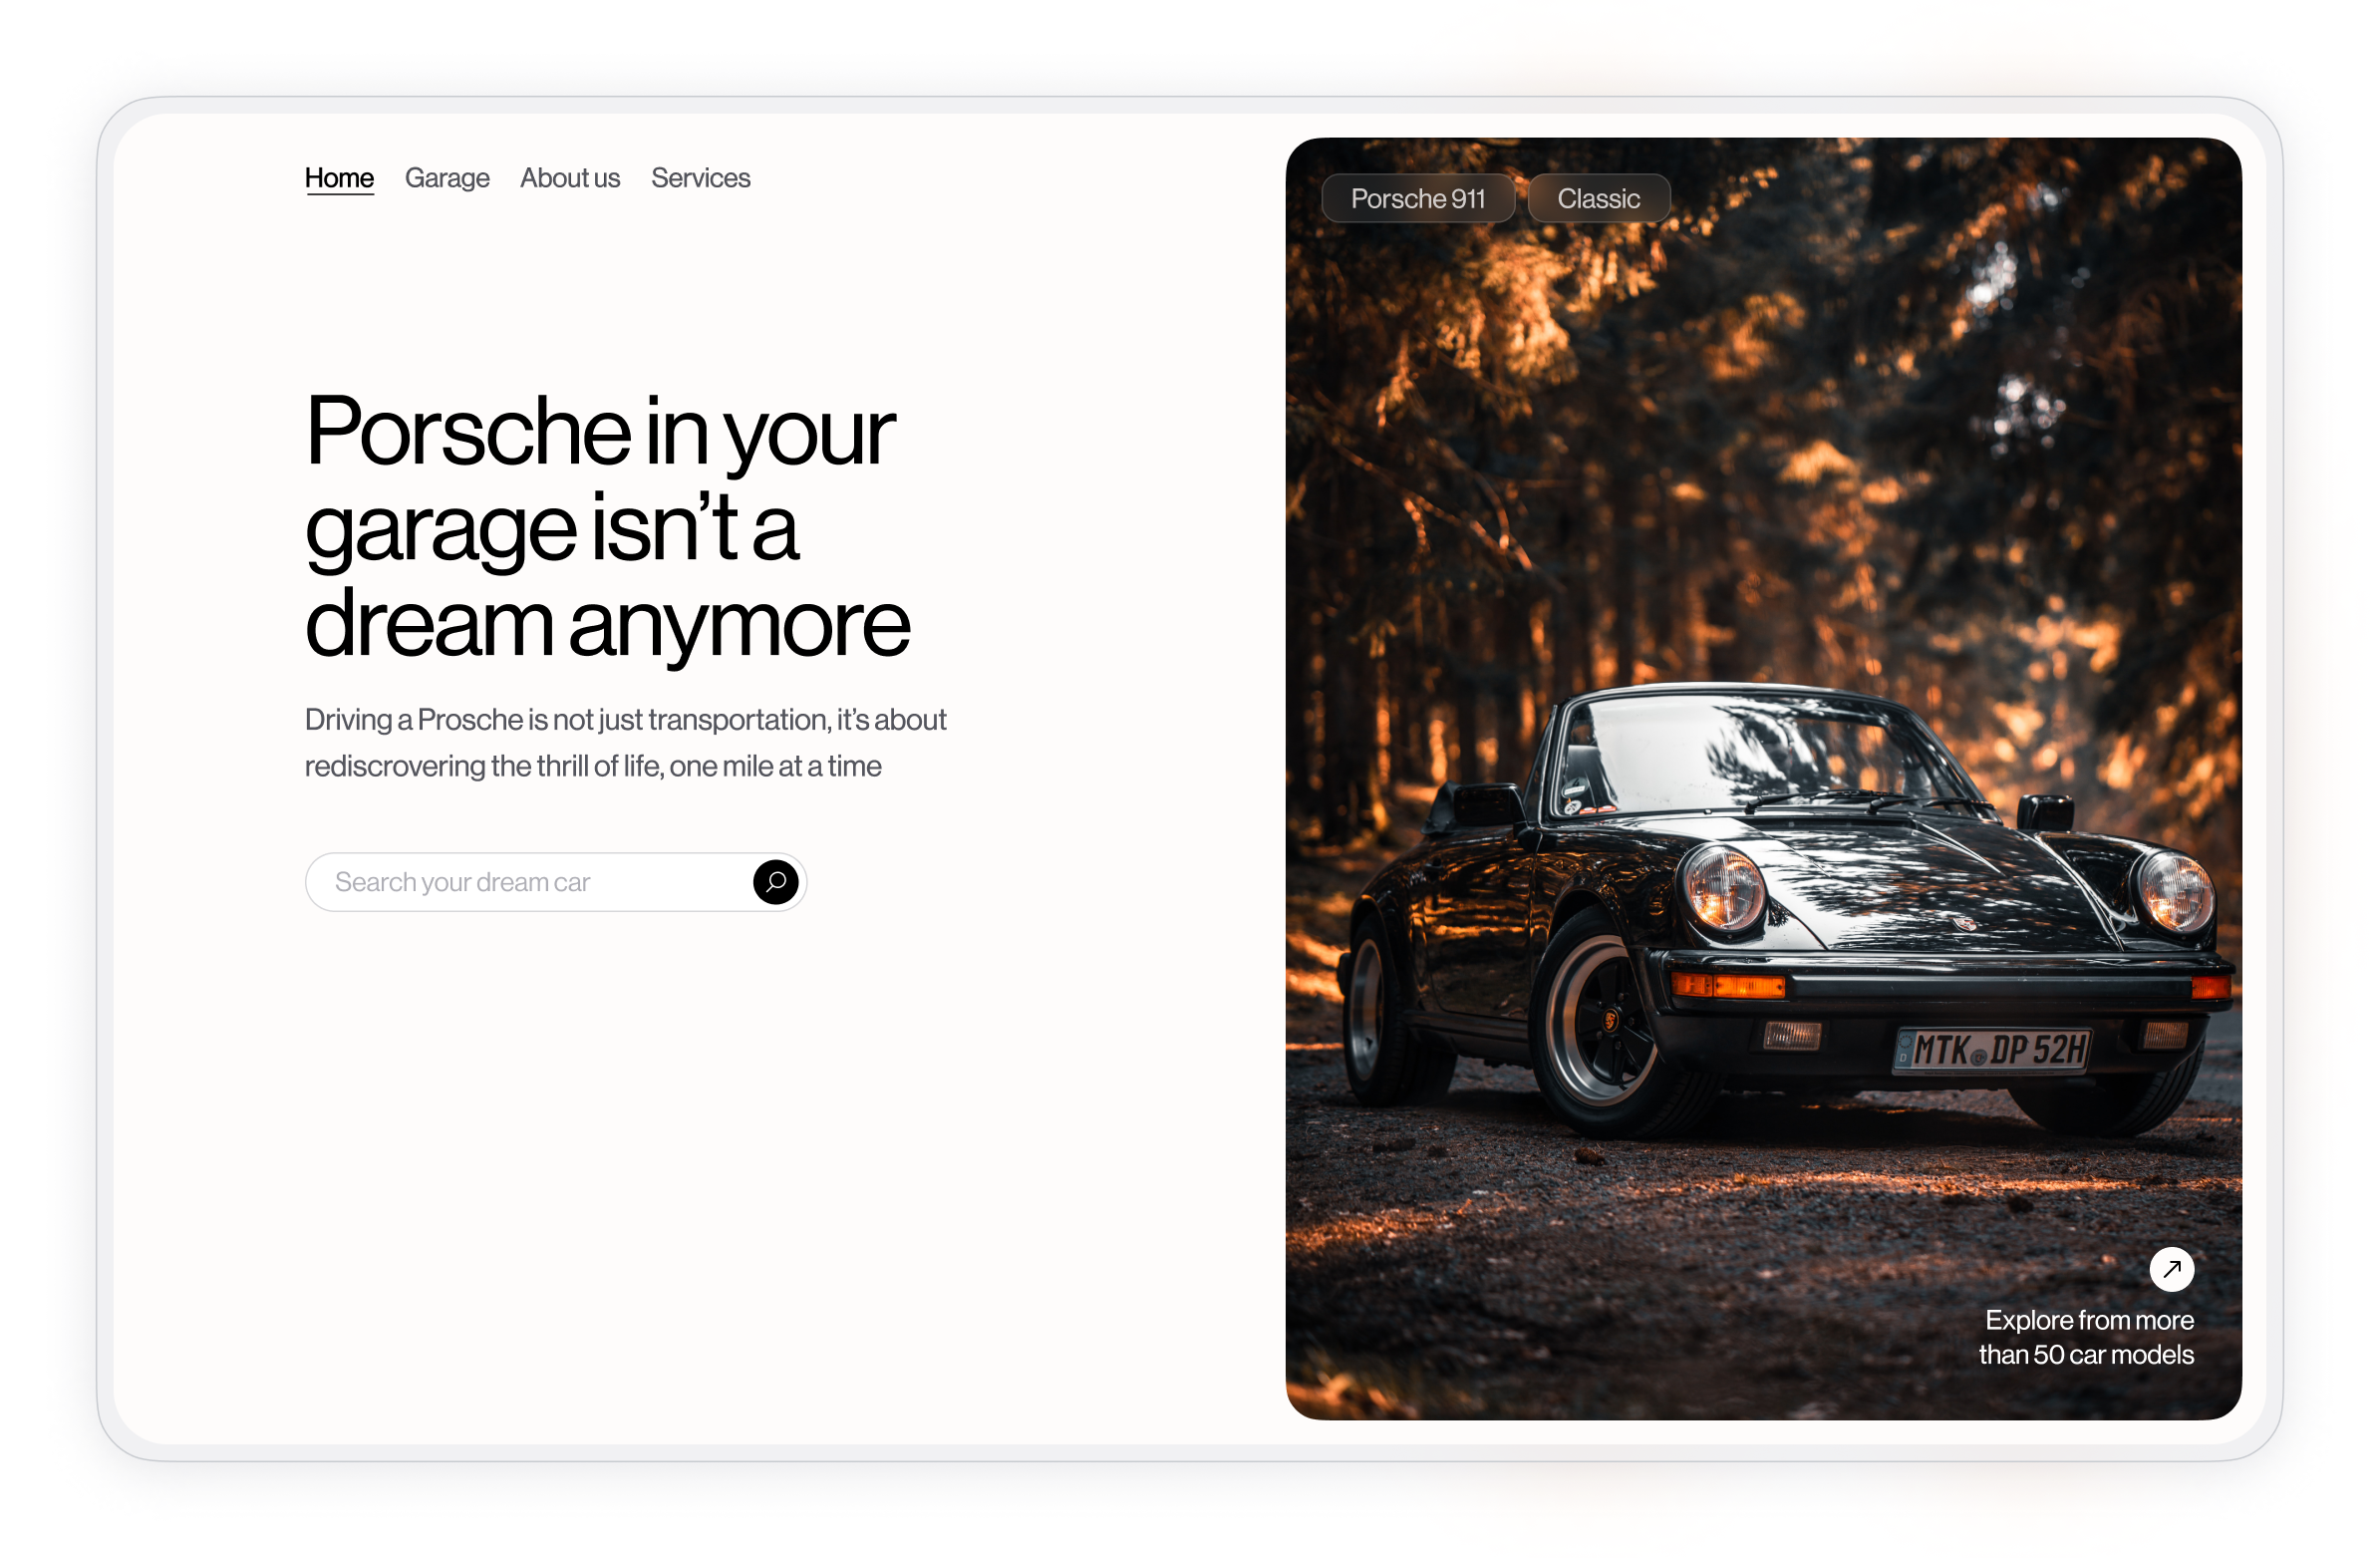 Home Garage About us Services
Porsche in your
garage isn’t a
dream anymore
Driving a Prosche is not just transportation, it’s about
rediscrovering the thrill of life, one mile at a time
Search your dream car
Porsche 911
Classic
D MTK DP 52H
Explore from more
than 50 car models